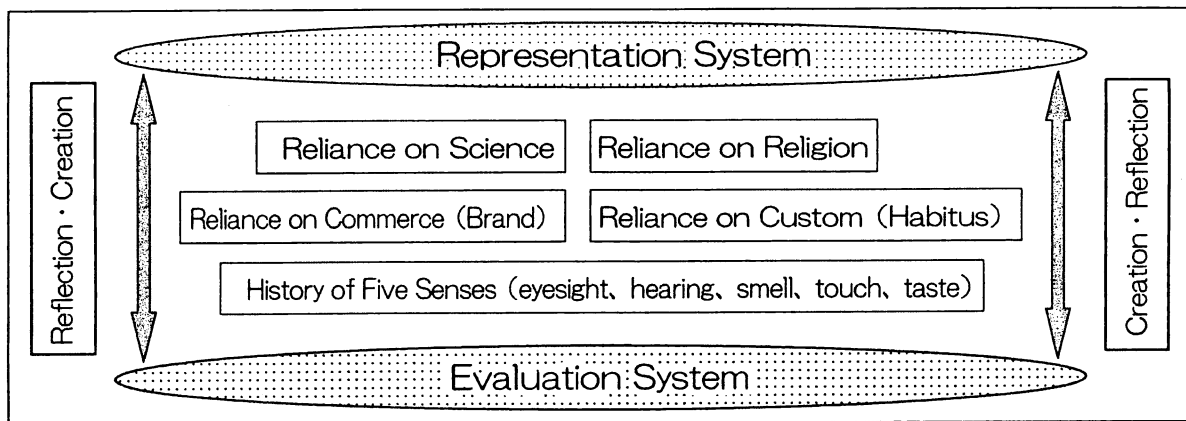 Representation System
Reflection・Creation
Reliance on Science
Reliance on Religion
Reliance on Commerce (Brand)
Reliance on Custom (Habitus)
History of Five Senses (eyesight、hearing、smell、touch、taste)
Creation・Reflection
Evaluation System